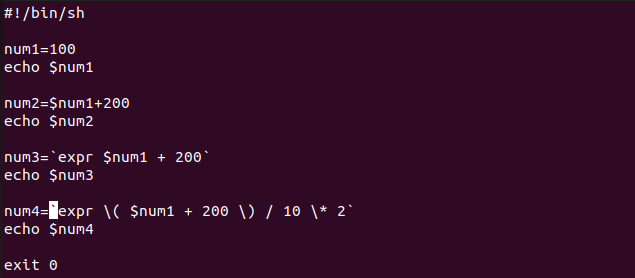 #!/bin/sh
num1=100
echo $num1
num2=$num1+200
echo $num2
num3=`expr $num1 + 200`
echo $num3
num4=`expr \( $num1 + 200 \) / 10 \* 2`
echo $num4
exit 0